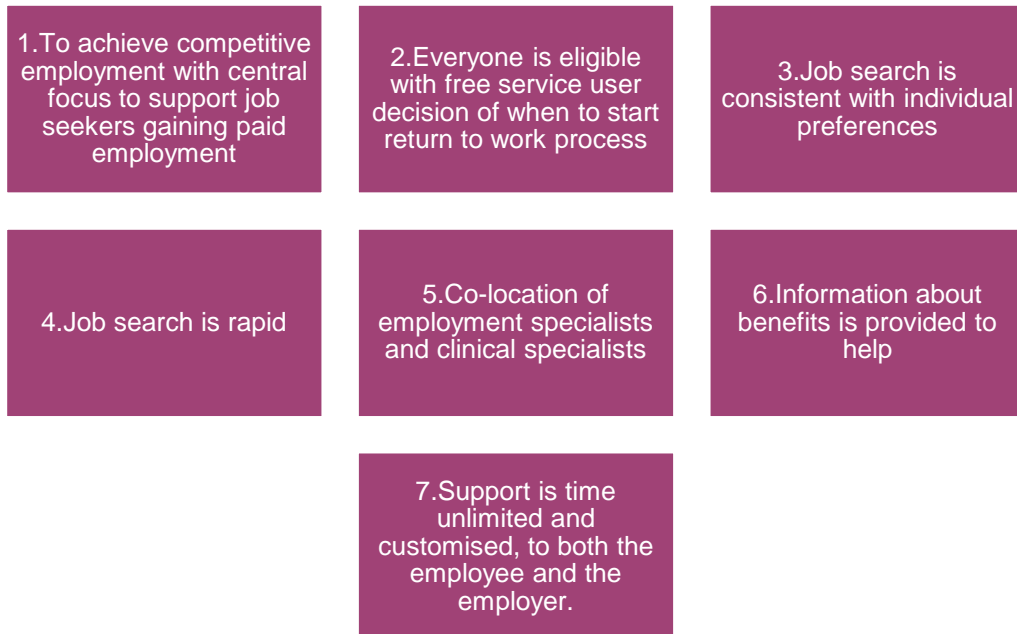 1.To achieve competitive
employment with central
focus to support job
seekers gaining paid
employment
2.Everyone is eligible
with free service user
decision of when to start
return to work process
3.Job search is
consistent with individual
preferences
4.Job search is rapid
5.Co-location of
employment specialists
and clinical specialists
6.Information about
benefits is provided to
help
7.Support is time
unlimited and
customised, to both the
employee and the
employer.